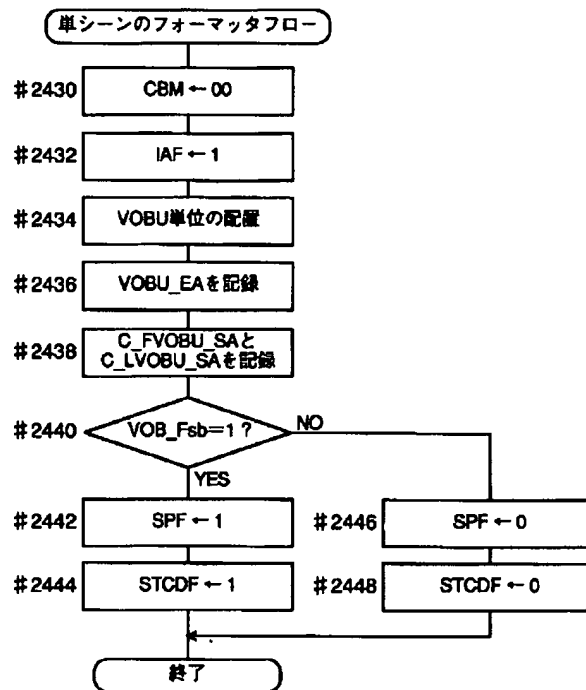 単シーンのフォーマッタフロー
#2430
CBM ← 00
#2432
IAF ← 1
#2434
VOBU単位の配置
#2436
VOBU_EAを記録
#2438
C_FVOBU_SAと
C_LVOBU_SAを記録
#2440
VOB_Fsb=1 ?
NO
YES
#2442
SPF ← 1
#2446
SPF ← 0
#2444
STCDF ← 1
#2448
STCDF ← 0
終了